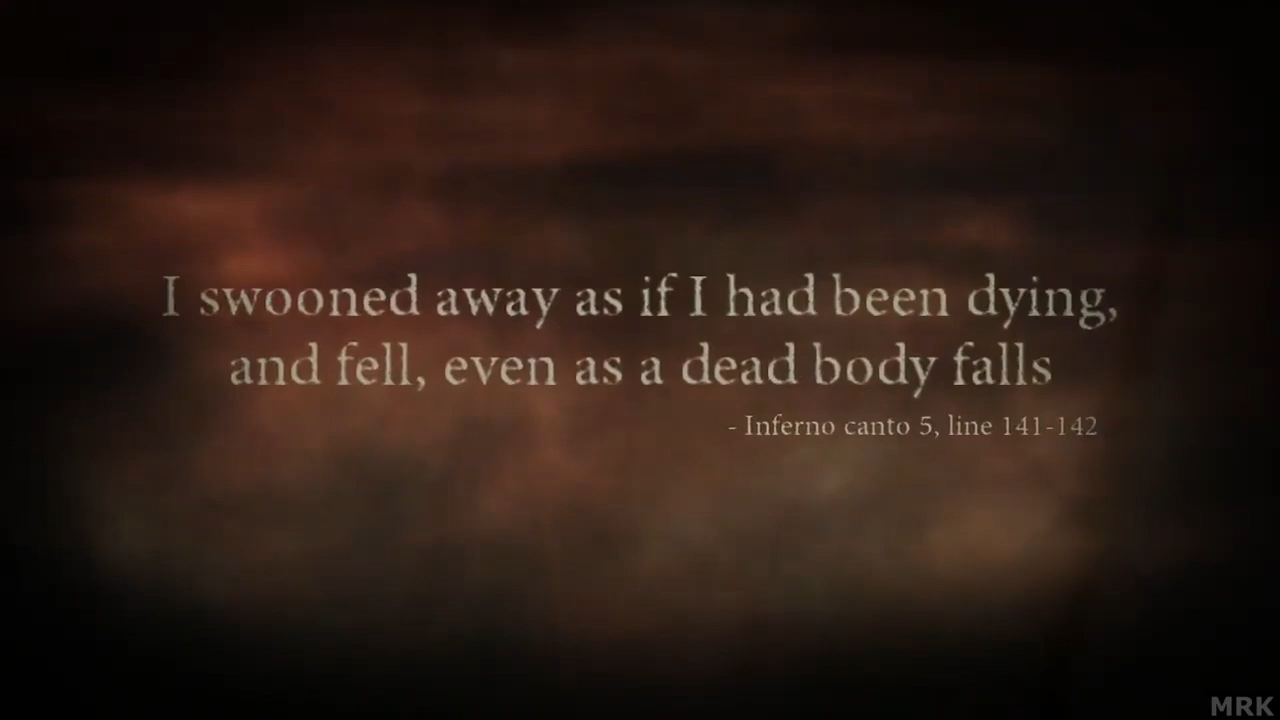 I swooned away as if I had been dying,
and fell, even as a dead body falls
- Inferno canto 5, line 141-142
MRK